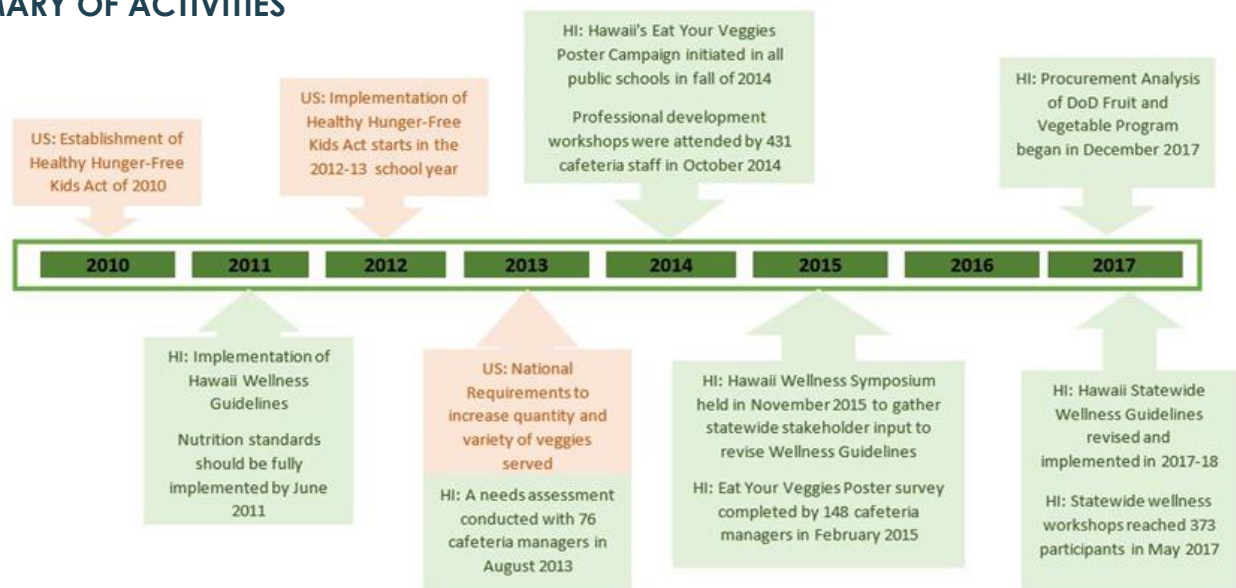 MARY OF ACTIVITIES
HI: Hawaii's Eat Your Veggies
Poster Campaign initiated in all
public schools in fall of 2014
Professional development
workshops were attended by 431
cafeteria staff in October 2014
HI: Procurement Analysis
of DoD Fruit and
Vegetable Program
began in December 2017
US: Implementation of
Healthy Hunger-Free
Kids Act starts in the
2012-13 school year
US: Establishment of
Healthy Hunger-Free
Kids Act of 2010
2010 2011 2012 2013 2014 2015 2016 2017
HI: Implementation of
Hawaii Wellness
Guidelines
Nutrition standards
should be fully
implemented by June
2011
US: National
Requirements to
increase quantity and
variety of veggies
served
HI: A needs assessment
conducted with 76
cafeteria managers in
August 2013
HI: Hawaii Wellness Symposium
held in November 2015 to gather
statewide stakeholder input to
revise Wellness Guidelines
HI: Eat Your Veggies Poster survey
completed by 148 cafeteria
managers in February 2015
HI: Hawaii Statewide
Wellness Guidelines
revised and
implemented in 2017-18
HI: Statewide wellness
workshops reached 373
participants in May 2017